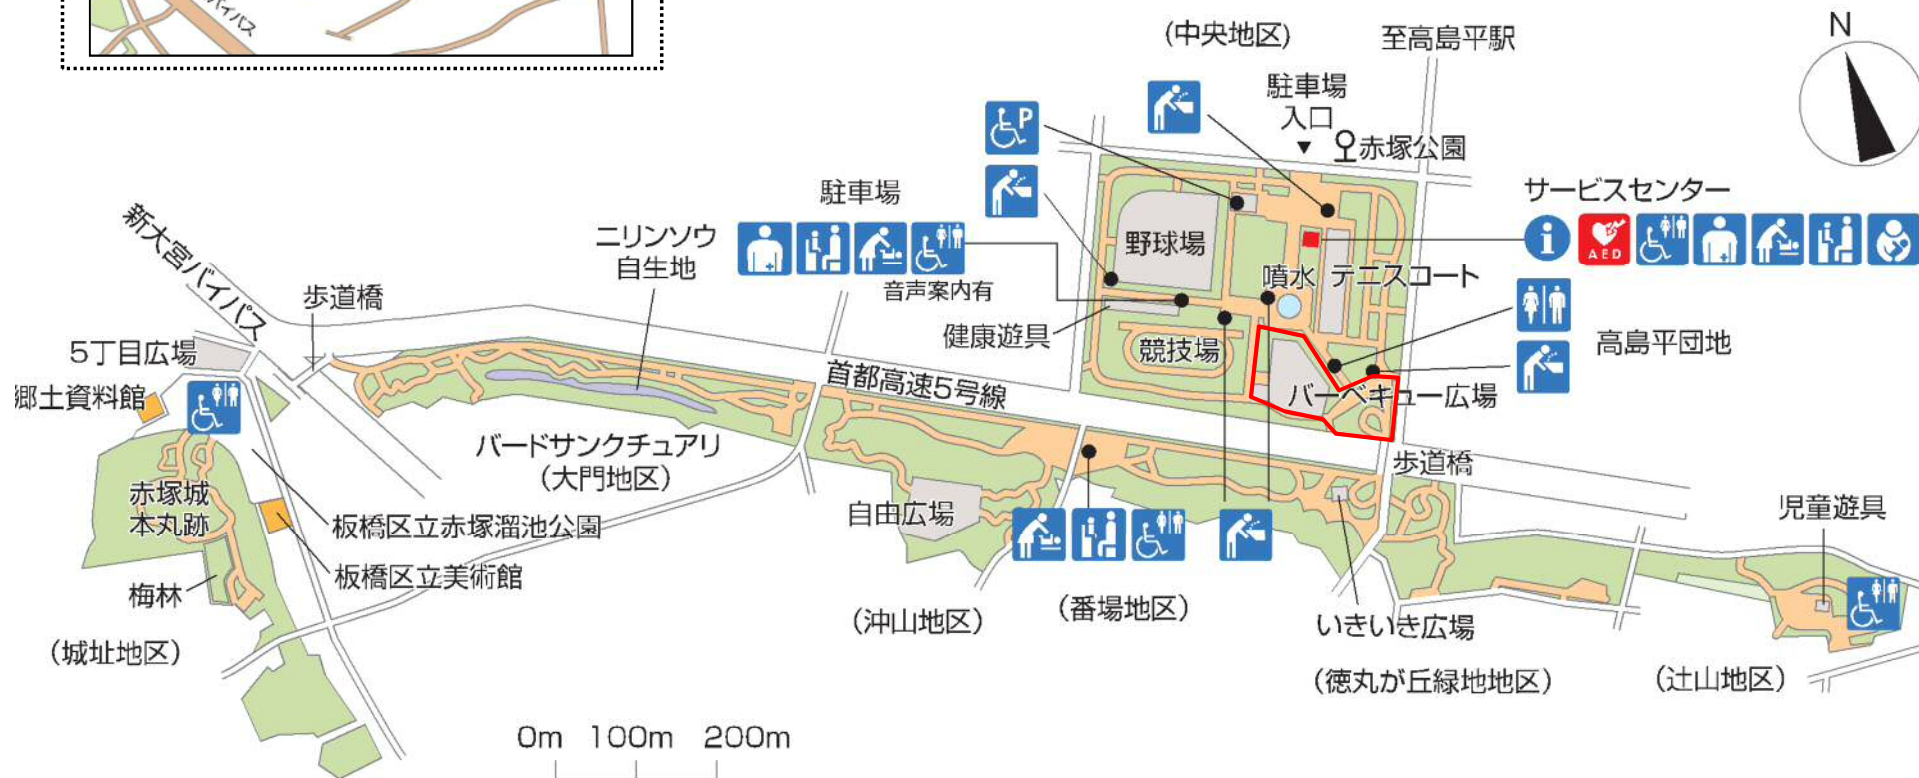 バイパス
(中央地区)
至高島平駅
N
駐車場
入口
赤塚公園
P
サービスセンター
i
AED
駐車場
音声案内有
新大宮バイパス
ニリンソウ
自生地
歩道橋
野球場
噴水
テニスコート
健康遊具
5丁目広場
競技場
高島平団地
郷土資料館
首都高速5号線
バーベキュー広場
バードサンクチュアリ
(大門地区)
歩道橋
赤塚城
本丸跡
自由広場
児童遊具
板橋区立赤塚溜池公園
板橋区立美術館
梅林
(沖山地区)
(番場地区)
いきいき広場
(城址地区)
(徳丸が丘緑地地区)
(辻山地区)
0m 100m 200m